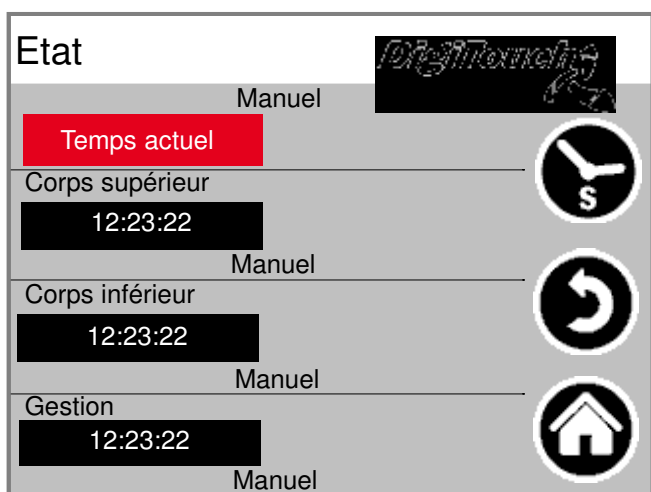 Etat
DigiTouch
Manuel
Temps actuel
S
Corps supérieur
12:23:22
Manuel
Corps inférieur
12:23:22
Manuel
Gestion
12:23:22
Manuel